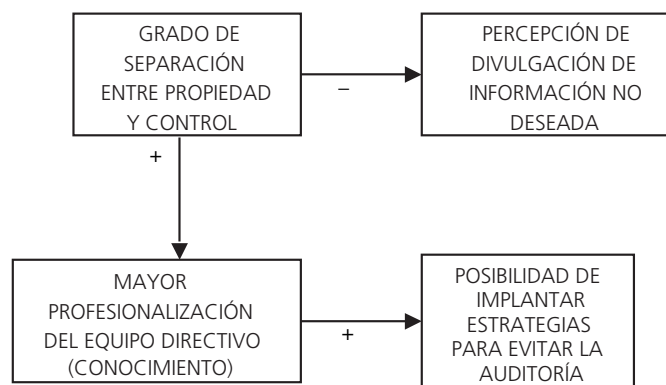 GRADO DE
SEPARACIÓN
ENTRE PROPIEDAD
Y CONTROL
–
PERCEPCIÓN DE
DIVULGACIÓN DE
INFORMACIÓN NO
DESEADA
+
MAYOR
PROFESIONALIZACIÓN
DEL EQUIPO DIRECTIVO
(CONOCIMIENTO)
+
POSIBILIDAD DE
IMPLANTAR
ESTRATEGIAS
PARA EVITAR LA
AUDITORÍA